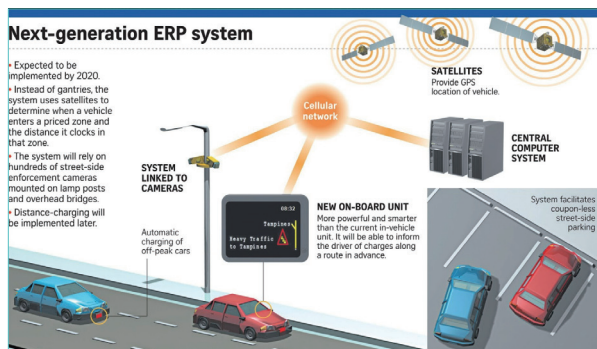 Next-generation ERP system
• Expected to be
implemented by 2020.
• Instead of gantries, the
system uses satellites to
determine when a vehicle
enters a priced zone and
the distance it clocks in
that zone.
• The system will rely on
hundreds of street-side
enforcement cameras
mounted on lamp posts
and overhead bridges.
• Distance-charging will
be implemented later.
SATELLITES
Provide GPS
location of vehicle.
Cellular
network
CENTRAL
COMPUTER
SYSTEM
SYSTEM
LINKED TO
CAMERAS
08:32
Tampines
Heavy Traffic
to Tampines
NEW ON-BOARD UNIT
More powerful and smarter
than the current in-vehicle
unit. It will be able to inform
the driver of charges along
a route in advance.
Automatic
charging of
off-peak cars
System facilitates
coupon-less
street-side
parking